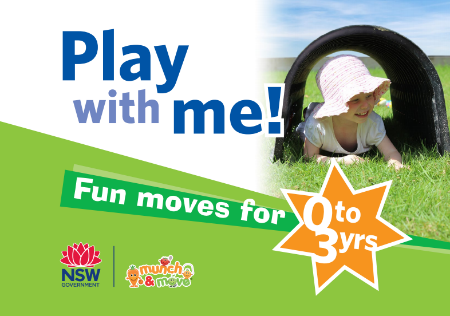 Play
with me!
Fun moves for 0 to
3 yrs
NSW
GOVERNMENT
munch
& move